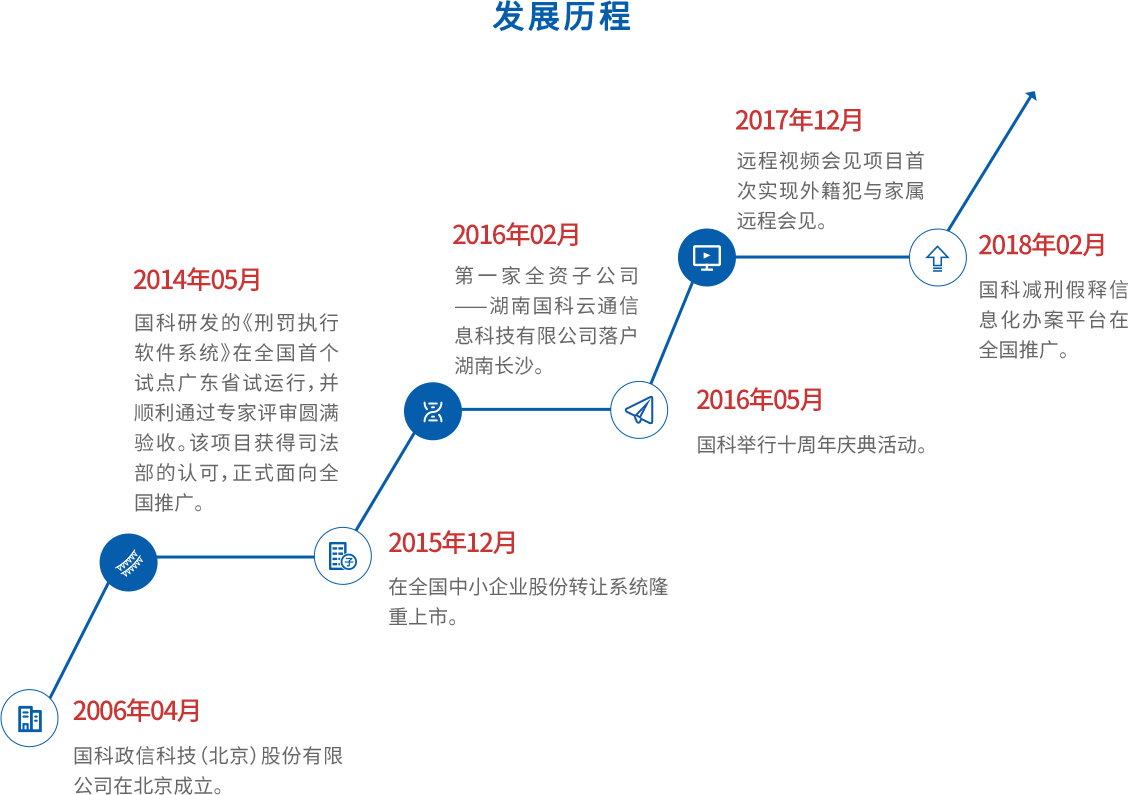 发展历程
2017年12月
远程视频会见项目首
次实现外籍犯与家属
远程会见。
2018年02月
国科减刑假释信
息化办案平台在
全国推广。
2016年02月
第一家全资子公司
——湖南国科云通信
息科技有限公司落户
湖南长沙。
2016年05月
国科举行十周年庆典活动。
2014年05月
国科研发的《刑罚执行
软件系统》在全国首个
试点广东省试运行，并
顺利通过专家评审圆满
验收。该项目获得司法
部的认可，正式面向全
国推广。
2015年12月
在全国中小企业股份转让系统隆
重上市。
子
2006年04月
国科政信科技（北京）股份有限
公司在北京成立。